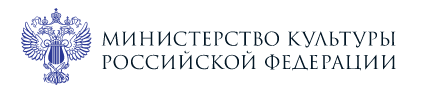 МИНИСТЕРСТВО КУЛЬТУРЫ
РОССИЙСКОЙ ФЕДЕРАЦИИ